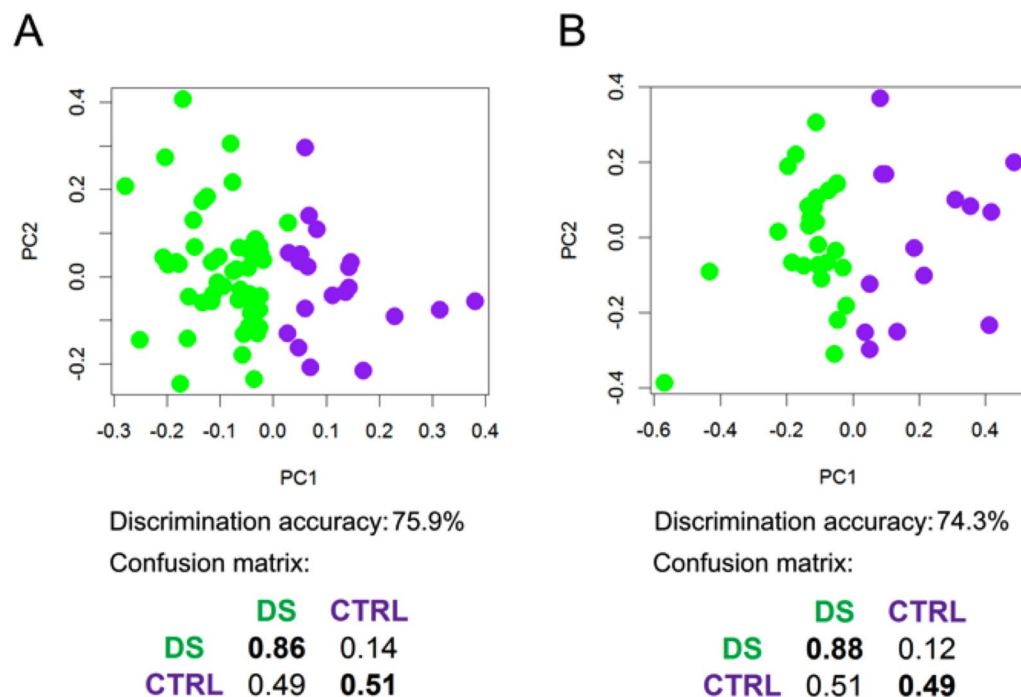 A
PC2
0.4
0.2
0.0
-0.2
-0.3 -0.2 -0.1 0.0 0.1 0.2 0.3 0.4
PC1
Discrimination accuracy: 75.9%
Confusion matrix:
DS CTRL
DS 0.86 0.14
CTRL 0.49 0.51
B
PC2
0.4
0.2
0.0
-0.2
-0.4
-0.6 -0.4 -0.2 0.0 0.2 0.4
PC1
Discrimination accuracy: 74.3%
Confusion matrix:
DS CTRL
DS 0.88 0.12
CTRL 0.51 0.49